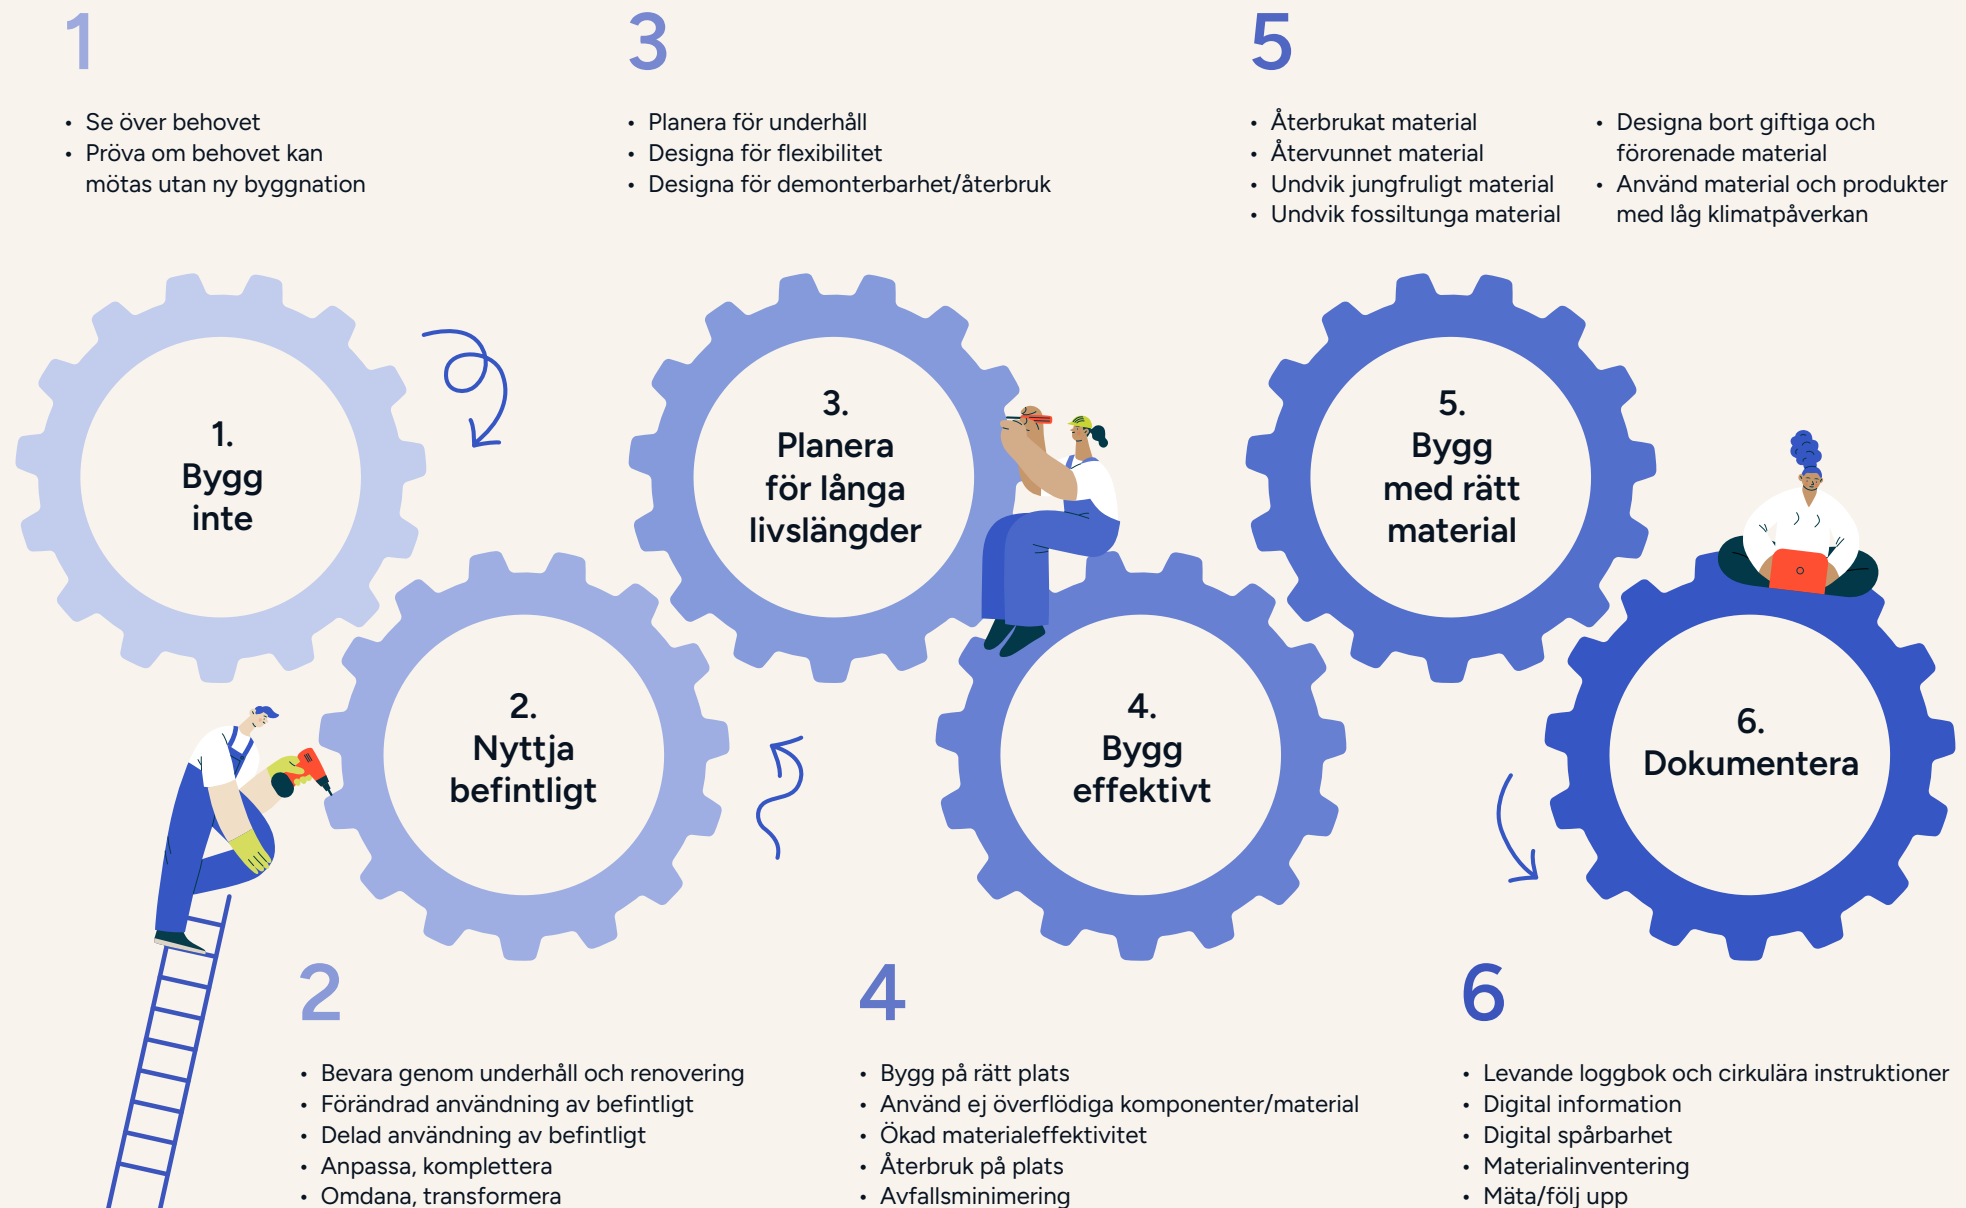 1
• Se över behovet
• Pröva om behovet kan
mötas utan ny byggnation
3
• Planera för underhåll
• Designa för flexibilitet
• Designa för demonterbarhet/återbruk
5
• Återbrukat material
• Återvunnet material
• Undvik jungfruligt material
• Undvik fossiltunga material
• Designa bort giftiga och
förorenade material
• Använd material och produkter
med låg klimatpåverkan
1.
Bygg
inte
2.
Nyttja
befintligt
3.
Planera
för långa
livslängder
4.
Bygg
effektivt
5.
Bygg
med rätt
material
6.
Dokumentera
2
• Bevara genom underhåll och renovering
• Förändrad användning av befintligt
• Delad användning av befintligt
• Anpassa, komplettera
• Omdana, transformera
4
• Bygg på rätt plats
• Använd ej överflödiga komponenter/material
• Ökad materialeffektivitet
• Återbruk på plats
• Avfallsminimering
6
• Levande loggbok och cirkulära instruktioner
• Digital information
• Digital spårbarhet
• Materialinventering
• Mäta/följ upp